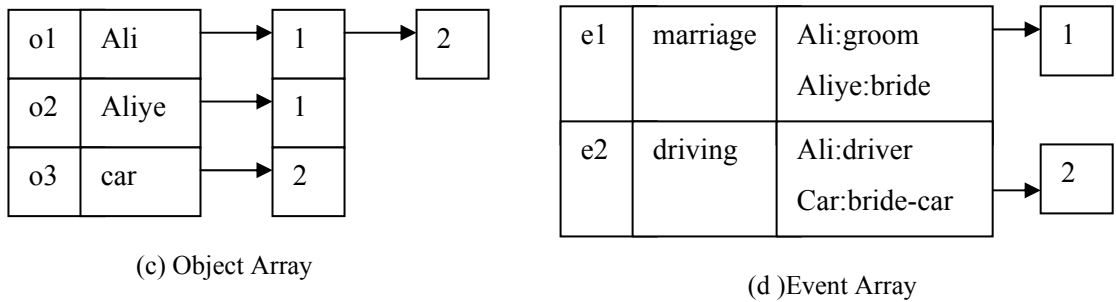 o1 Ali 1 2
o2 Aliye 1
o3 car 2
(c) Object Array
e1 marriage Ali:groom 1
Aliye:bride
e2 driving Ali:driver 2
Car:bride-car
(d )Event Array